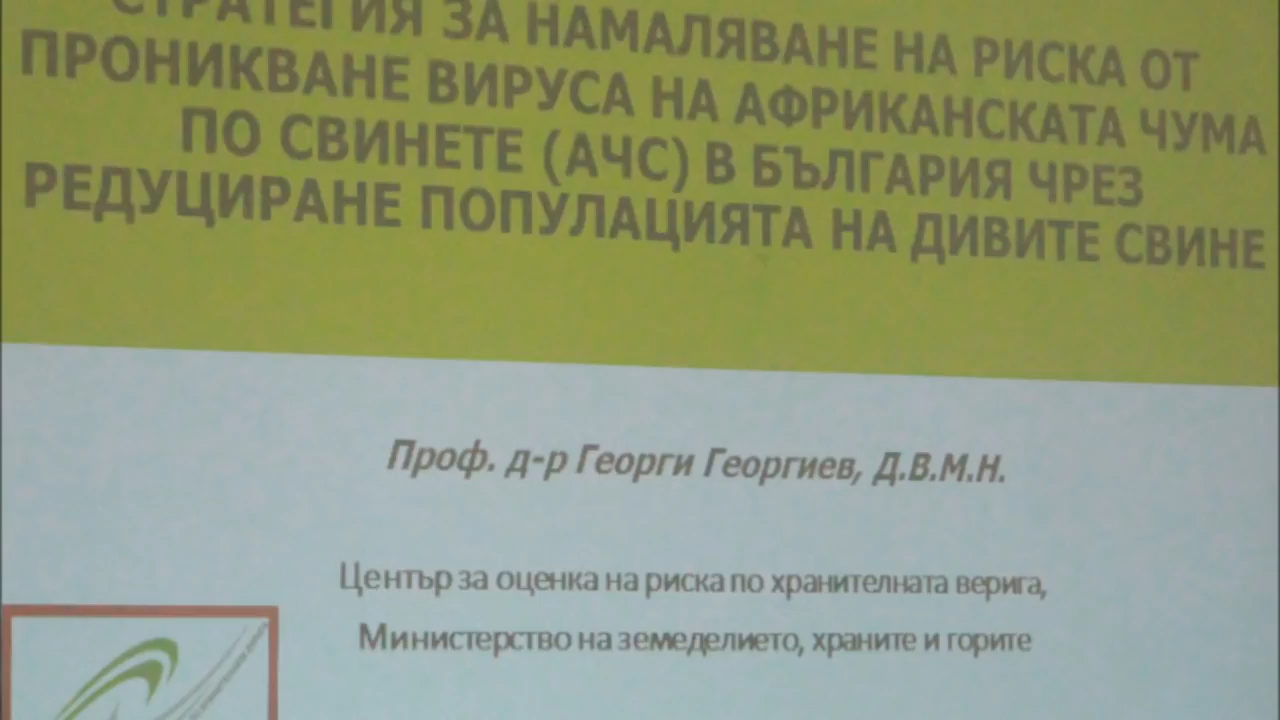 СТРАТЕГИЯ ЗА НАМАЛЯВАНЕ НА РИСКА ОТ
ПРОНИКВАНЕ ВИРУСА НА АФРИКАНСКАТА ЧУМА
ПО СВИНЕТЕ (АЧС) В БЪЛГАРИЯ ЧРЕЗ
РЕДУЦИРАНЕ ПОПУЛАЦИЯТА НА ДИВИТЕ СВИНЕ
Проф. д-р Георги Георгиев, Д.В.М.Н.
Център за оценка на риска по хранителната верига,
Министерство на земеделието, храните и горите